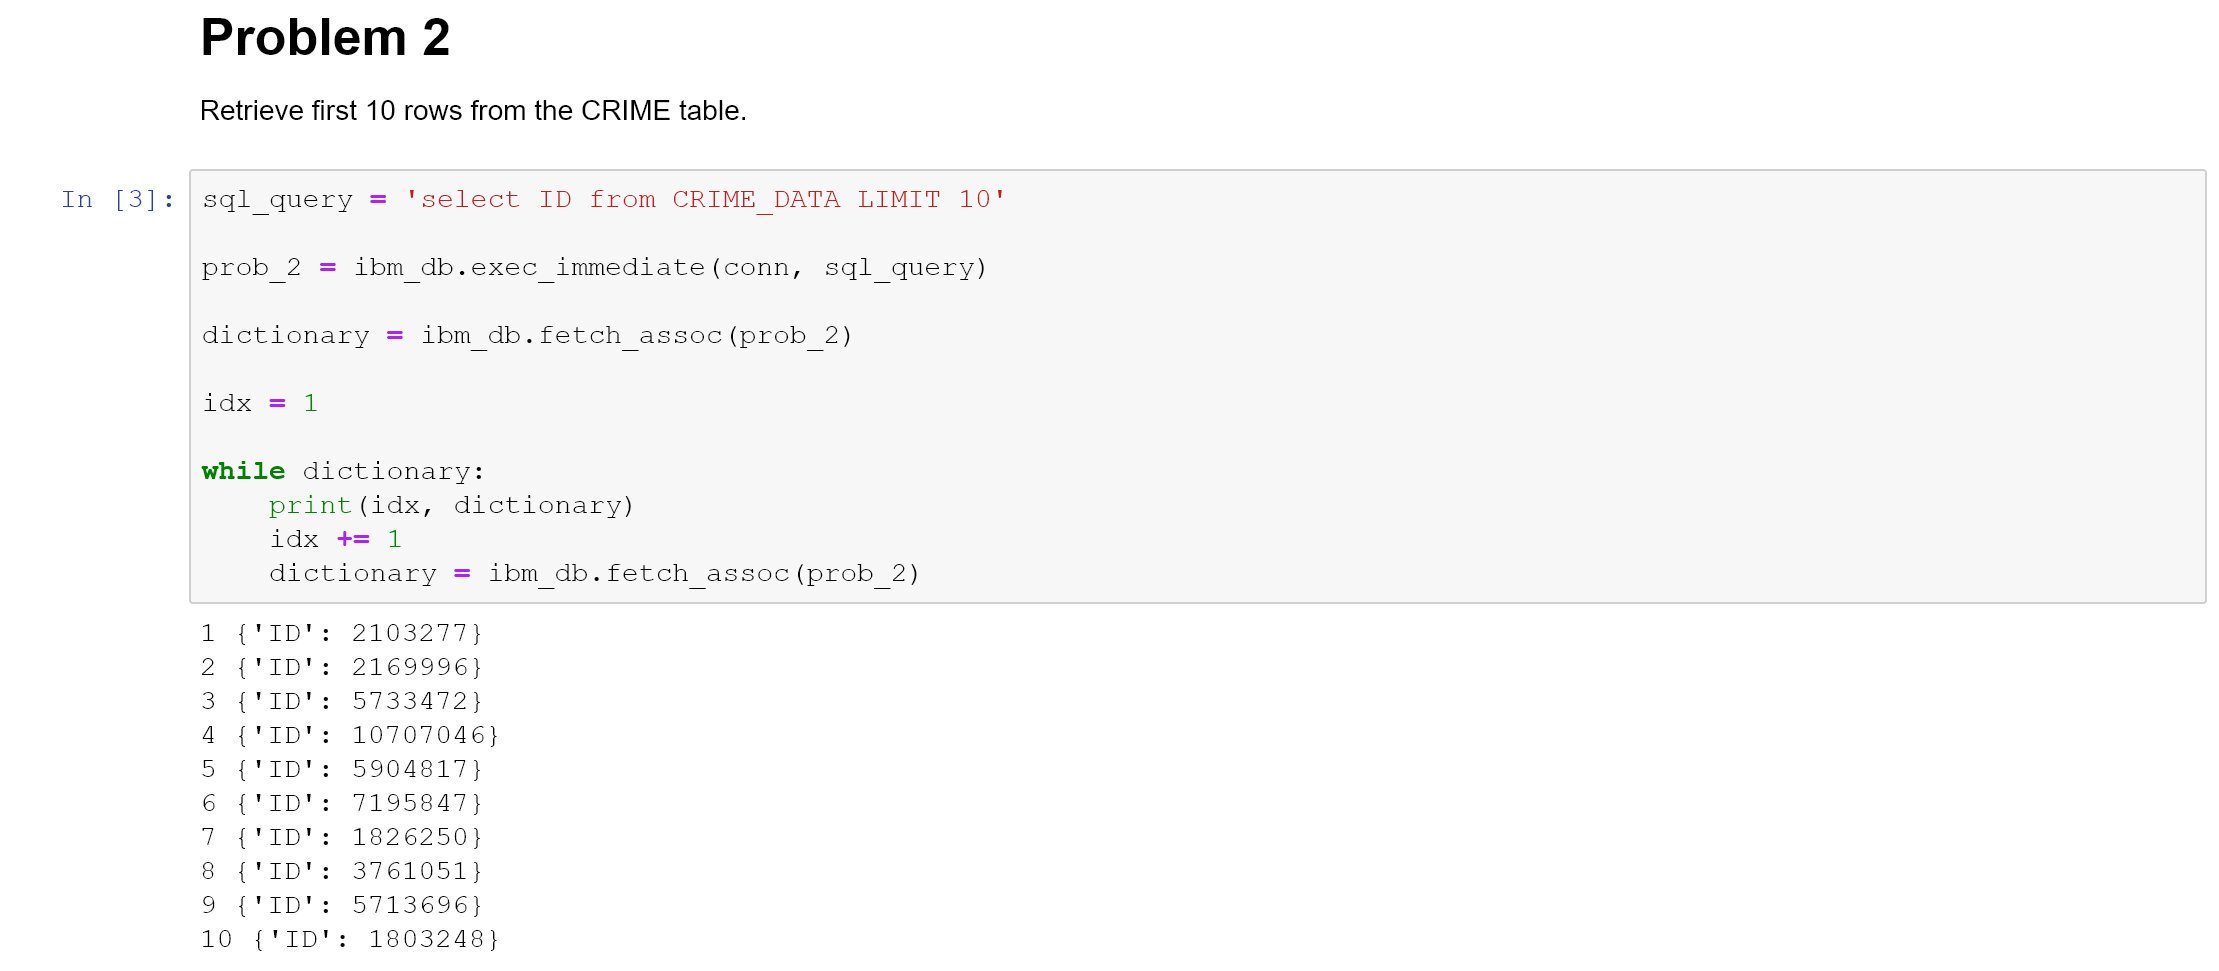 Problem 2
Retrieve first 10 rows from the CRIME table.
In [3]: sql_query = 'select ID from CRIME_DATA LIMIT 10'
prob_2 = ibm_db.exec_immediate(conn, sql_query)
dictionary = ibm_db.fetch_assoc(prob_2)
idx = 1
while dictionary:
    print(idx, dictionary)
    idx += 1
    dictionary = ibm_db.fetch_assoc(prob_2)
1 {'ID': 2103277}
2 {'ID': 2169996}
3 {'ID': 5733472}
4 {'ID': 10707046}
5 {'ID': 5904817}
6 {'ID': 7195847}
7 {'ID': 1826250}
8 {'ID': 3761051}
9 {'ID': 5713696}
10 {'ID': 1803248}